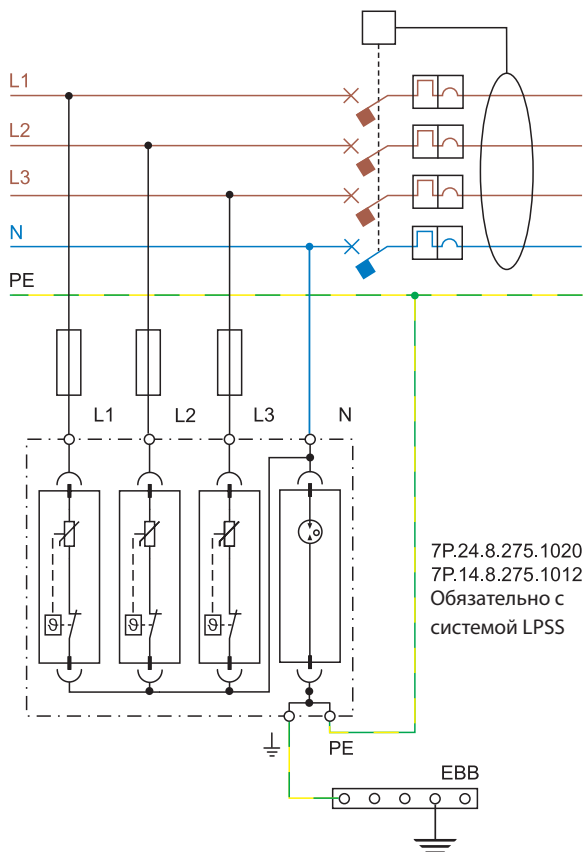 L1
L2
L3
N
PE
L1 L2 L3 N
ϑ ϑ ϑ
7P.24.8.275.1020
7P.14.8.275.1012
Обязательно с
системой LPSS
PE
EBB